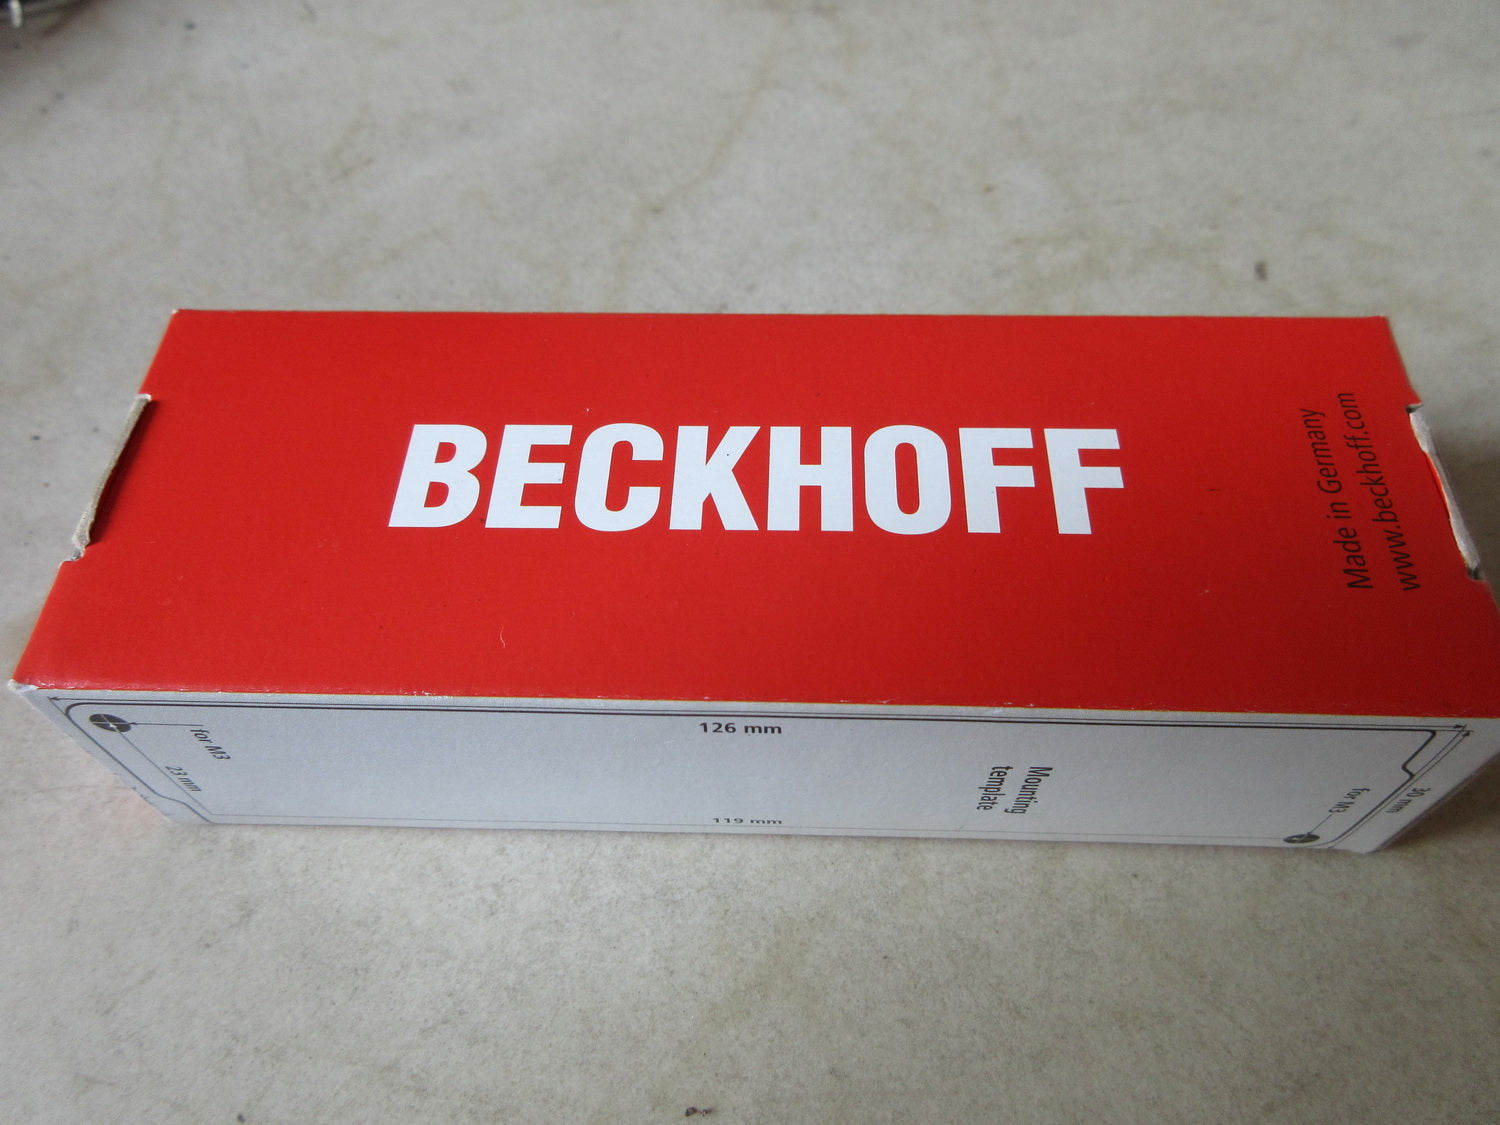 BECKHOFF
Made in Germany
www.beckhoff.com
126 mm
for M3
23 mm
Mounting
template
for M3
30 mm
119 mm